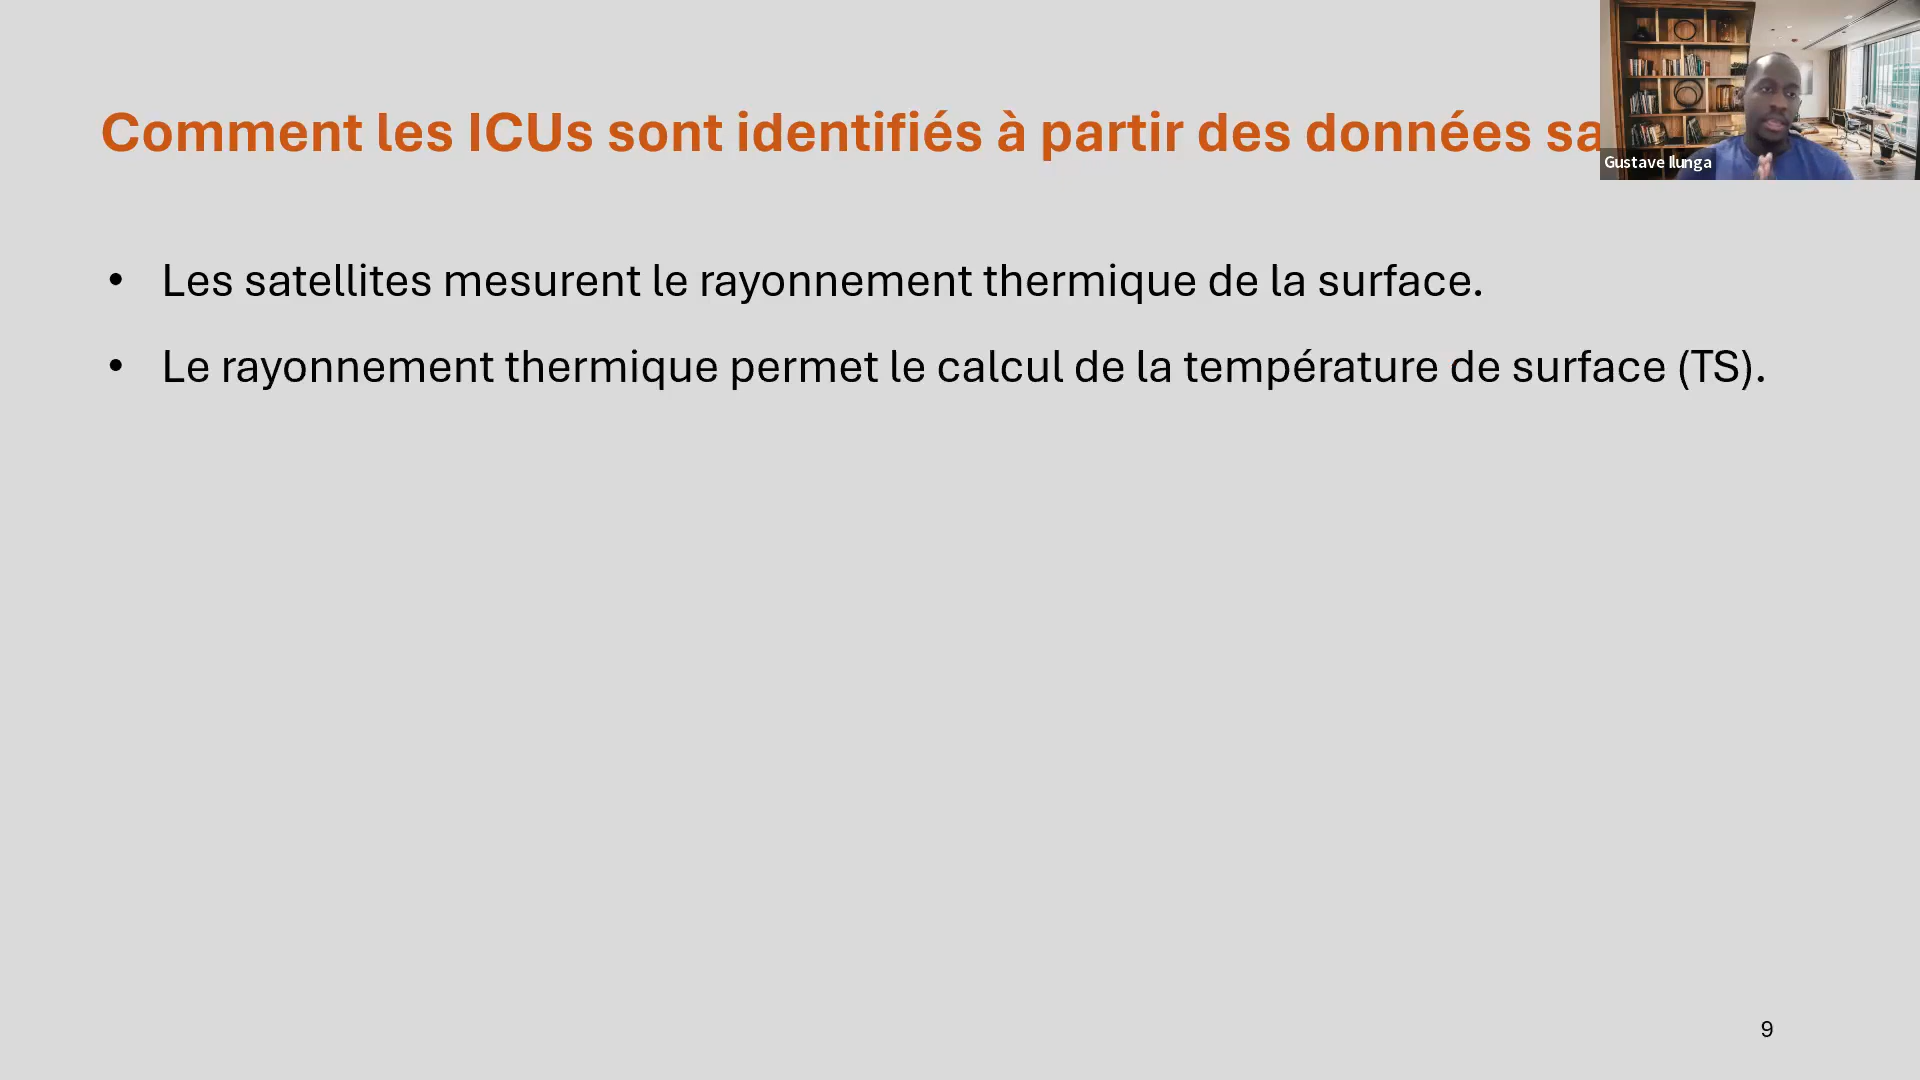 Comment les ICUs sont identifiés à partir des données
Gustave Ilunga
• Les satellites mesurent le rayonnement thermique de la surface.
• Le rayonnement thermique permet le calcul de la température de surface (TS).
9